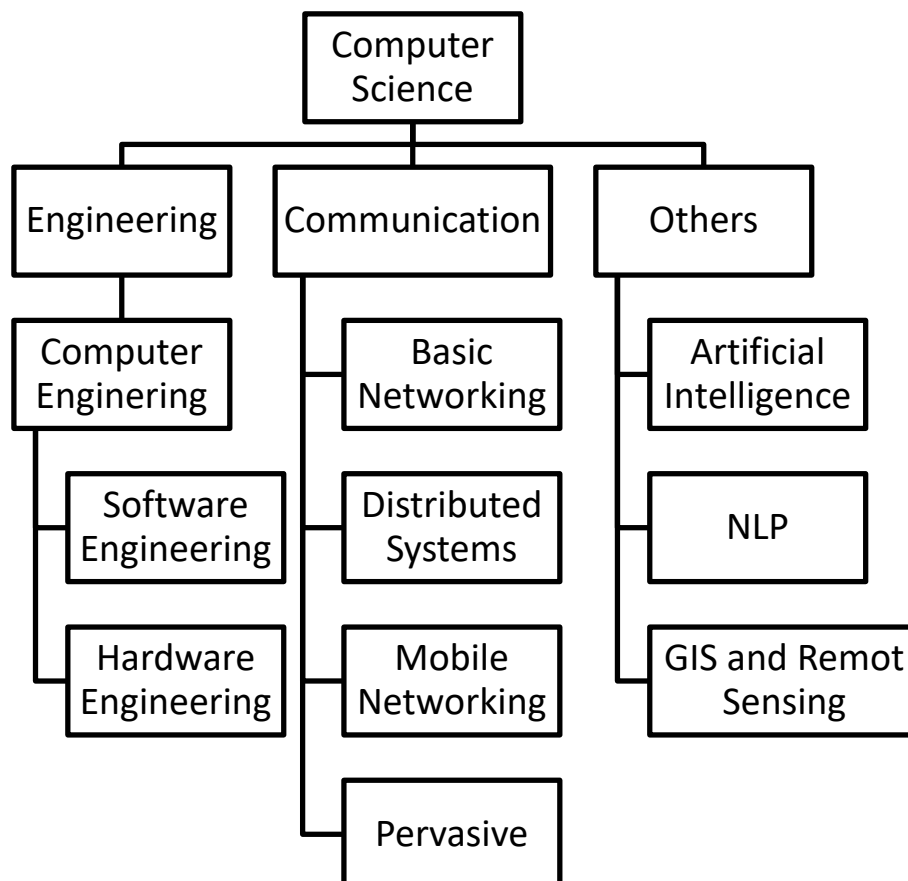 Computer
Science
Engineering
Communication
Others
Computer
Enginering
Basic
Networking
Artificial
Intelligence
Software
Engineering
Distributed
Systems
NLP
Hardware
Engineering
Mobile
Networking
GIS and Remot
Sensing
Pervasive